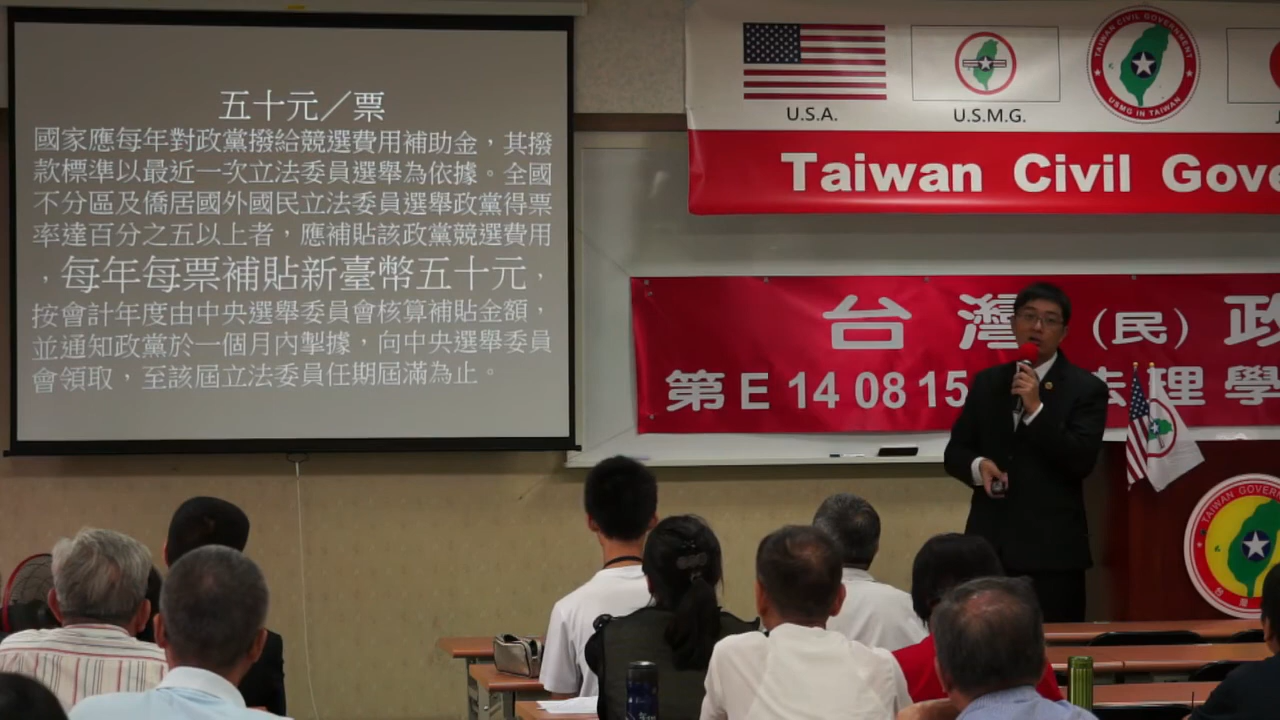 五十元／票
國家應每年對政黨撥給競選費用補助金，其撥
款標準以最近一次立法委員選舉為依據。全國
不分區及僑居國外國民立法委員選舉政黨得票
率達百分之五以上者，應補貼該政黨競選費用
，每年每票補貼新臺幣五十元，
按會計年度由中央選舉委員會核算補貼金額，
並通知政黨於一個月內掣據，向中央選舉委員
會領取，至該屆立法委員任期屆滿為止。
U.S.A.
U.S.M.G.
TAIWAN CIVIL GOVERNMENT
USMG IN TAIWAN
Taiwan Civil Gove
台灣（民）政
第E 14 08 15 法理學
TAIWAN GOVER
台